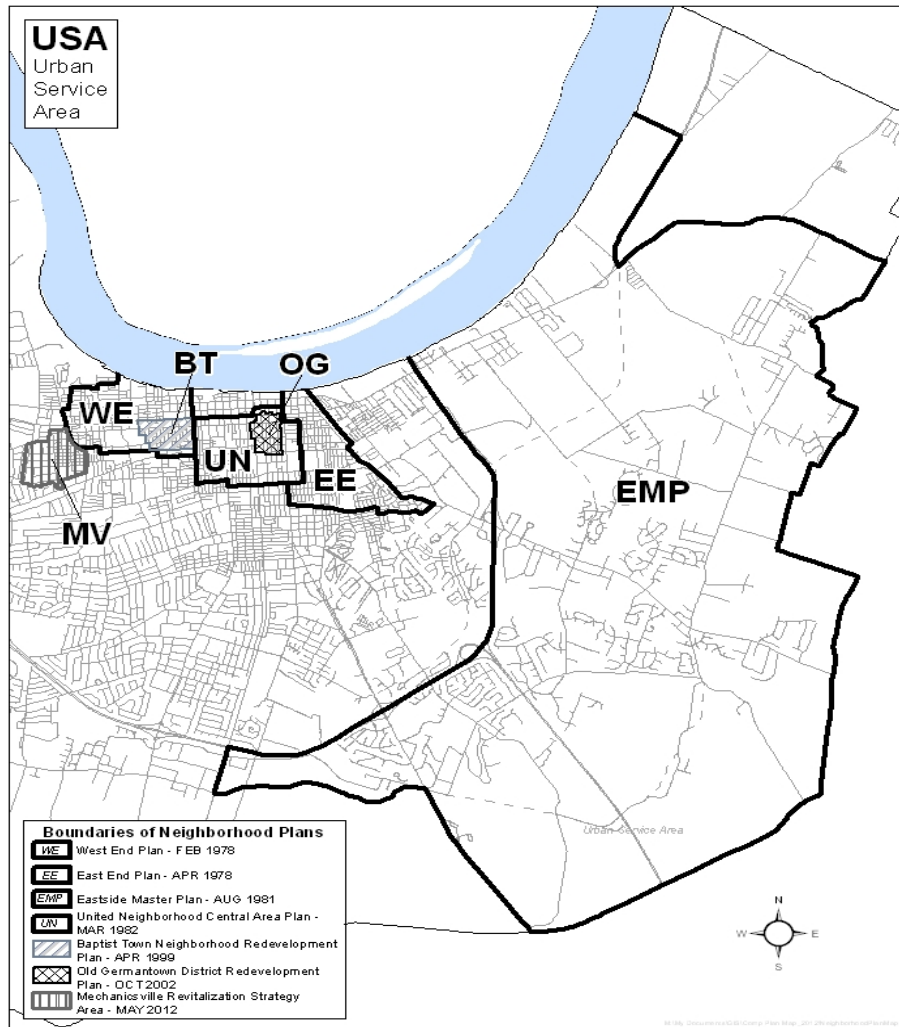 USA
Urban
Service
Area
BT
OG
WE
UN
EE
EMP
MV
Urban Service Area
Boundaries of Neighborhood Plans
WE West End Plan - FEB 1978
EE East End Plan - APR 1978
EMP Eastside Master Plan - AUG 1981
UN United Neighborhood Central Area Plan -
MAR 1982
Baptist Town Neighborhood Redevelopment
Plan - APR 1999
Old Germantown District Redevelopment
Plan - OCT 2002
Mechanicsville Revitalization Strategy
Area - MAY 2012
N
W E
S